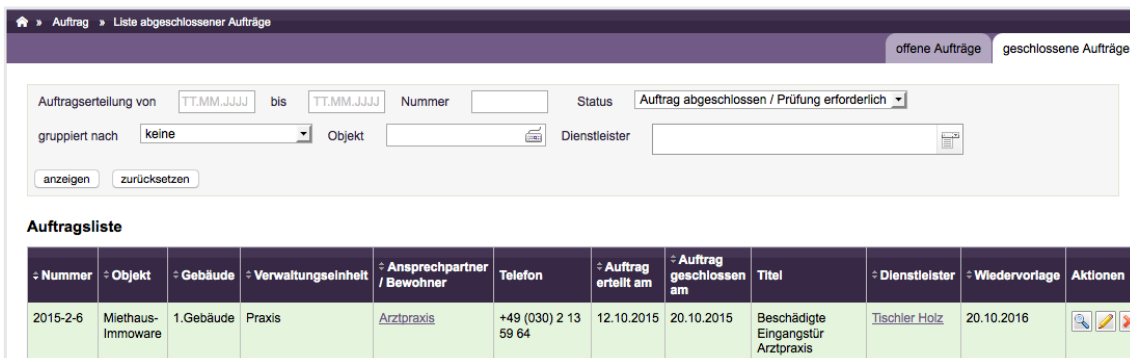 » Auftrag » Liste abgeschlossener Aufträge
offene Aufträge geschlossene Aufträge
Auftragserteilung von TT.MM.JJJJ bis TT.MM.JJJJ Nummer Status Auftrag abgeschlossen / Prüfung erforderlich
gruppiert nach keine Objekt Dienstleister
anzeigen zurücksetzen
Auftragsliste
Nummer Objekt Gebäude Verwaltungseinheit Ansprechpartner / Bewohner Telefon Auftrag erteilt am Auftrag geschlossen am Titel Dienstleister Wiedervorlage Aktionen
2015-2-6 Miethaus-Immoware 1.Gebäude Praxis Arztpraxis +49 (030) 2 13 59 64 12.10.2015 20.10.2015 Beschädigte Eingangstür Arztpraxis Tischler Holz 20.10.2016